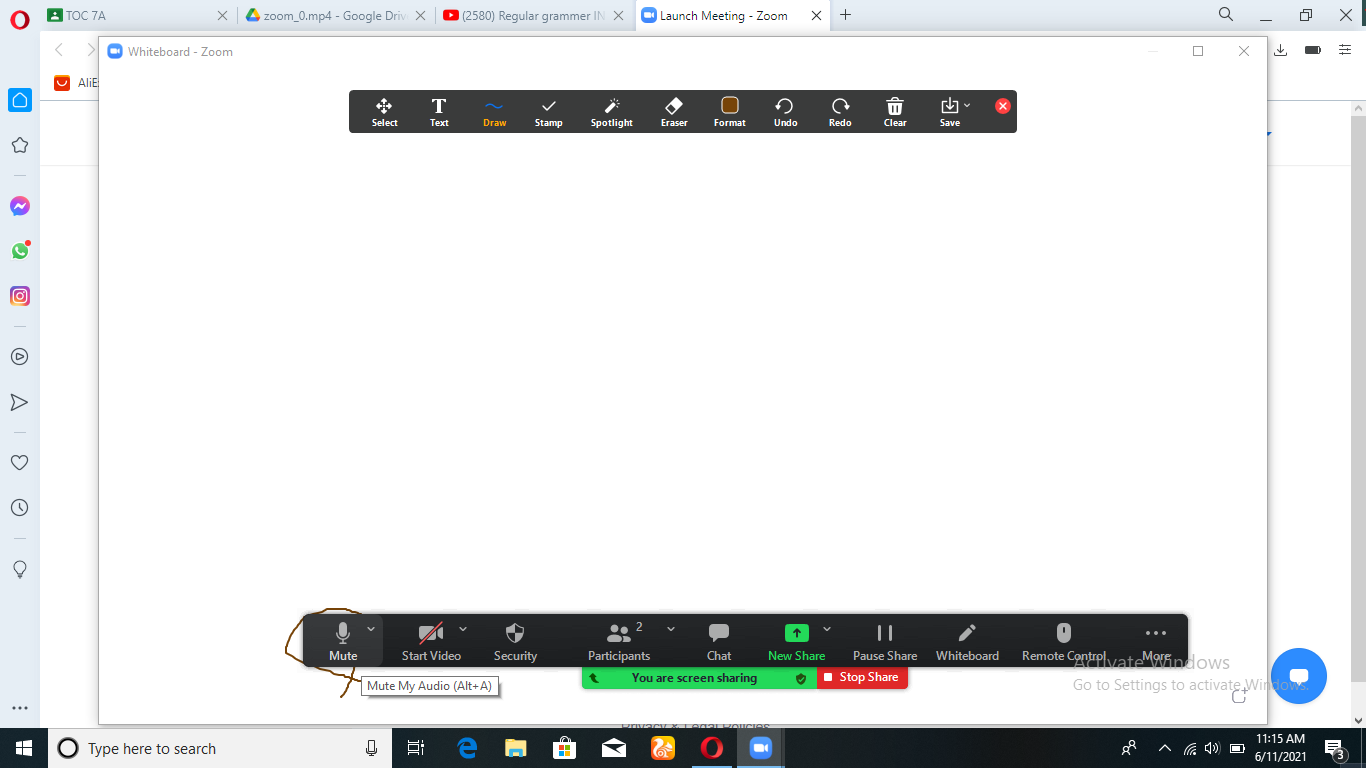 TOC 7A
zoom_0.mp4 - Google Driv
(2580) Regular grammer IN
Launch Meeting - Zoom
Whiteboard - Zoom
AliE
Select
Text
Draw
Stamp
Spotlight
Eraser
Format
Undo
Redo
Clear
Save
2
Mute
Start Video
Security
Participants
Chat
New Share
Pause Share
Whiteboard
Remote Control
More
Activate Windows
Go to Settings to activate Windows.
You are screen sharing
Stop Share
Mute My Audio (Alt+A)
Privacy & Legal Policies
Type here to search
11:15 AM
6/11/2021
3